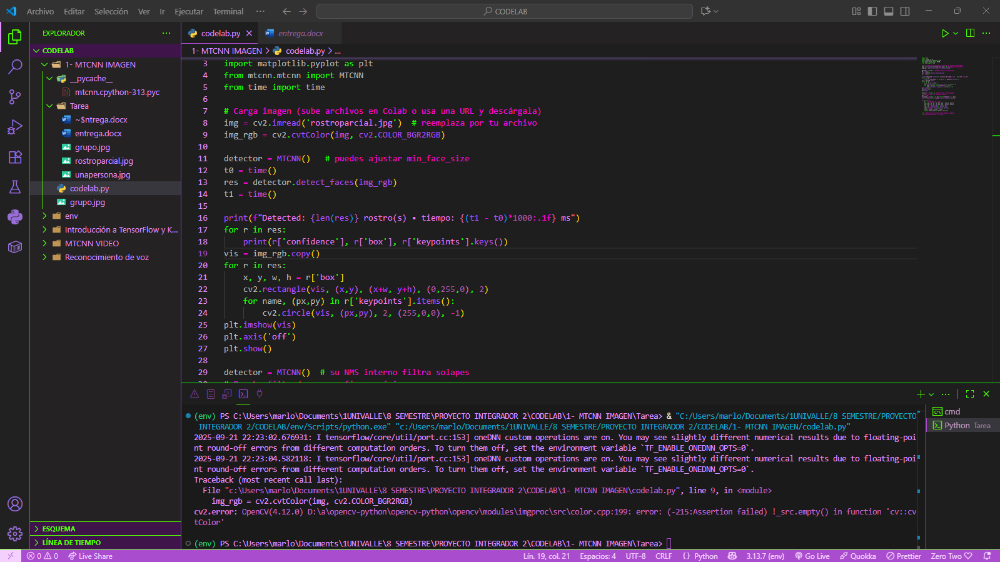 Archivo Editar Selección Ver Ir Ejecutar Terminal ··· CODELAB
EXPLORADOR
CODELAB
1- MTCNN IMAGEN
__pycache__
mtcnn.cpython-313.pyc
Tarea
~$ntrega.docx
entrega.docx
grupo.jpg
rostroparcial.jpg
unapersona.jpg
codelab.py
grupo.jpg
env
Introducción a TensorFlow y K...
MTCNN VIDEO
Reconocimiento de voz
ESQUEMA
LÍNEA DE TIEMPO
codelab.py entrega.docx
1- MTCNN IMAGEN > codelab.py > ...
3 import matplotlib.pyplot as plt
4 from mtcnn.mtcnn import MTCNN
5 from time import time
6
7 # Carga imagen (sube archivos en Colab o usa una URL y descárgala)
8 img = cv2.imread('rostroparcial.jpg')  # reemplaza por tu archivo
9 img_rgb = cv2.cvtColor(img, cv2.COLOR_BGR2RGB)
10
11 detector = MTCNN()   # puedes ajustar min_face_size
12 t0 = time()
13 res = detector.detect_faces(img_rgb)
14 t1 = time()
15
16 print(f"Detected: {len(res)} rostro(s) • tiempo: {(t1 - t0)*1000:.1f} ms")
17 for r in res:
18     print(r['confidence'], r['box'], r['keypoints'].keys())
19 vis = img_rgb.copy()
20 for r in res:
21     x, y, w, h = r['box']
22     cv2.rectangle(vis, (x,y), (x+w, y+h), (0,255,0), 2)
23     for name, (px,py) in r['keypoints'].items():
24         cv2.circle(vis, (px,py), 2, (255,0,0), -1)
25 plt.imshow(vis)
26 plt.axis('off')
27 plt.show()
28
29 detector = MTCNN()  # su NMS interno filtra solapes
cmd
Python Tarea
(env) PS C:\Users\marlo\Documents\1UNIVALLE\8 SEMESTRE\PROYECTO INTEGRADOR 2\CODELAB\1- MTCNN IMAGEN\Tarea> & "C:/Users/marlo/Documents/1UNIVALLE/8 SEMESTRE/PROYECTO
INTEGRADOR 2/CODELAB/env/Scripts/python.exe" "c:/Users/marlo/Documents/1UNIVALLE/8 SEMESTRE/PROYECTO INTEGRADOR 2/CODELAB/1- MTCNN IMAGEN/codelab.py"
2025-09-21 22:23:02.676931: I tensorflow/core/util/port.cc:153] oneDNN custom operations are on. You may see slightly different numerical results due to floating-poi
nt round-off errors from different computation orders. To turn them off, set the environment variable `TF_ENABLE_ONEDNN_OPTS=0`.
2025-09-21 22:23:04.582118: I tensorflow/core/util/port.cc:153] oneDNN custom operations are on. You may see slightly different numerical results due to floating-poi
nt round-off errors from different computation orders. To turn them off, set the environment variable `TF_ENABLE_ONEDNN_OPTS=0`.
Traceback (most recent call last):
  File "c:\Users\marlo\Documents\1UNIVALLE\8 SEMESTRE\PROYECTO INTEGRADOR 2\CODELAB\1- MTCNN IMAGEN\codelab.py", line 9, in <module>
    img_rgb = cv2.cvtColor(img, cv2.COLOR_BGR2RGB)
cv2.error: OpenCV(4.12.0) D:\a\opencv-python\opencv-python\opencv\modules\imgproc\src\color.cpp:199: error: (-215:Assertion failed) !_src.empty() in function 'cv::cv
tColor'
(env) PS C:\Users\marlo\Documents\1UNIVALLE\8 SEMESTRE\PROYECTO INTEGRADOR 2\CODELAB\1- MTCNN IMAGEN\Tarea>
0 0 Live Share Lín. 19, col. 21 Espacios: 4 UTF-8 CRLF {} Python 3.13.7 (env) Go Live Quokka Prettier Zero Two